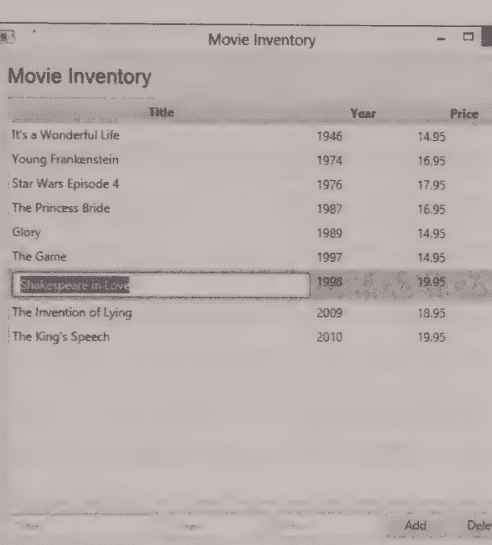 Movie Inventory
Movie Inventory
Title Year Price
It's a Wonderful Life 1946 14.95
Young Frankenstein 1974 16.95
Star Wars Episode 4 1976 17.95
The Princess Bride 1987 16.95
Glory 1989 14.95
The Game 1997 14.95
Shakespeare in Love 1998 19.95
The Invention of Lying 2009 18.95
The King's Speech 2010 19.95
Add Dele